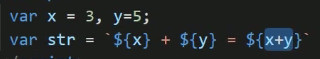 var x = 3, y=5;
var str = `${x} + ${y} = ${x+y}`